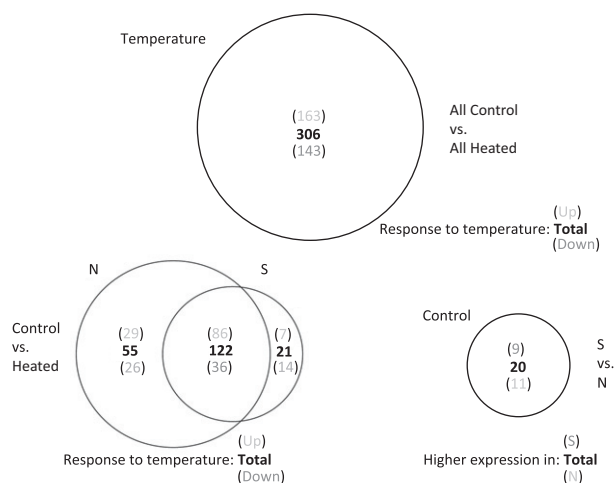 Temperature
(163)
306
(143)
All Control
vs.
All Heated
(Up)
Response to temperature: Total
(Down)
N
S
Control
vs.
Heated
(29)
55
(26)
(86)
122
(36)
(7)
21
(14)
(Up)
Response to temperature: Total
(Down)
Control
(9)
20
(11)
S
vs.
N
(S)
Higher expression in: Total
(N)